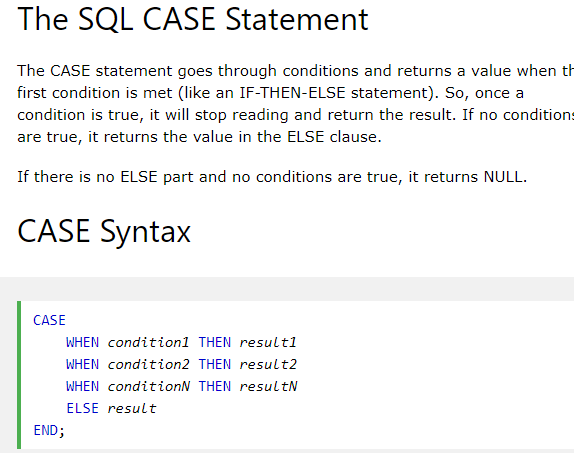 The SQL CASE Statement
The CASE statement goes through conditions and returns a value when
first condition is met (like an IF-THEN-ELSE statement). So, once a
condition is true, it will stop reading and return the result. If no conditions
are true, it returns the value in the ELSE clause.
If there is no ELSE part and no conditions are true, it returns NULL.
CASE Syntax
CASE
WHEN condition1 THEN result1
WHEN condition2 THEN result2
WHEN conditionN THEN resultN
ELSE result
END;